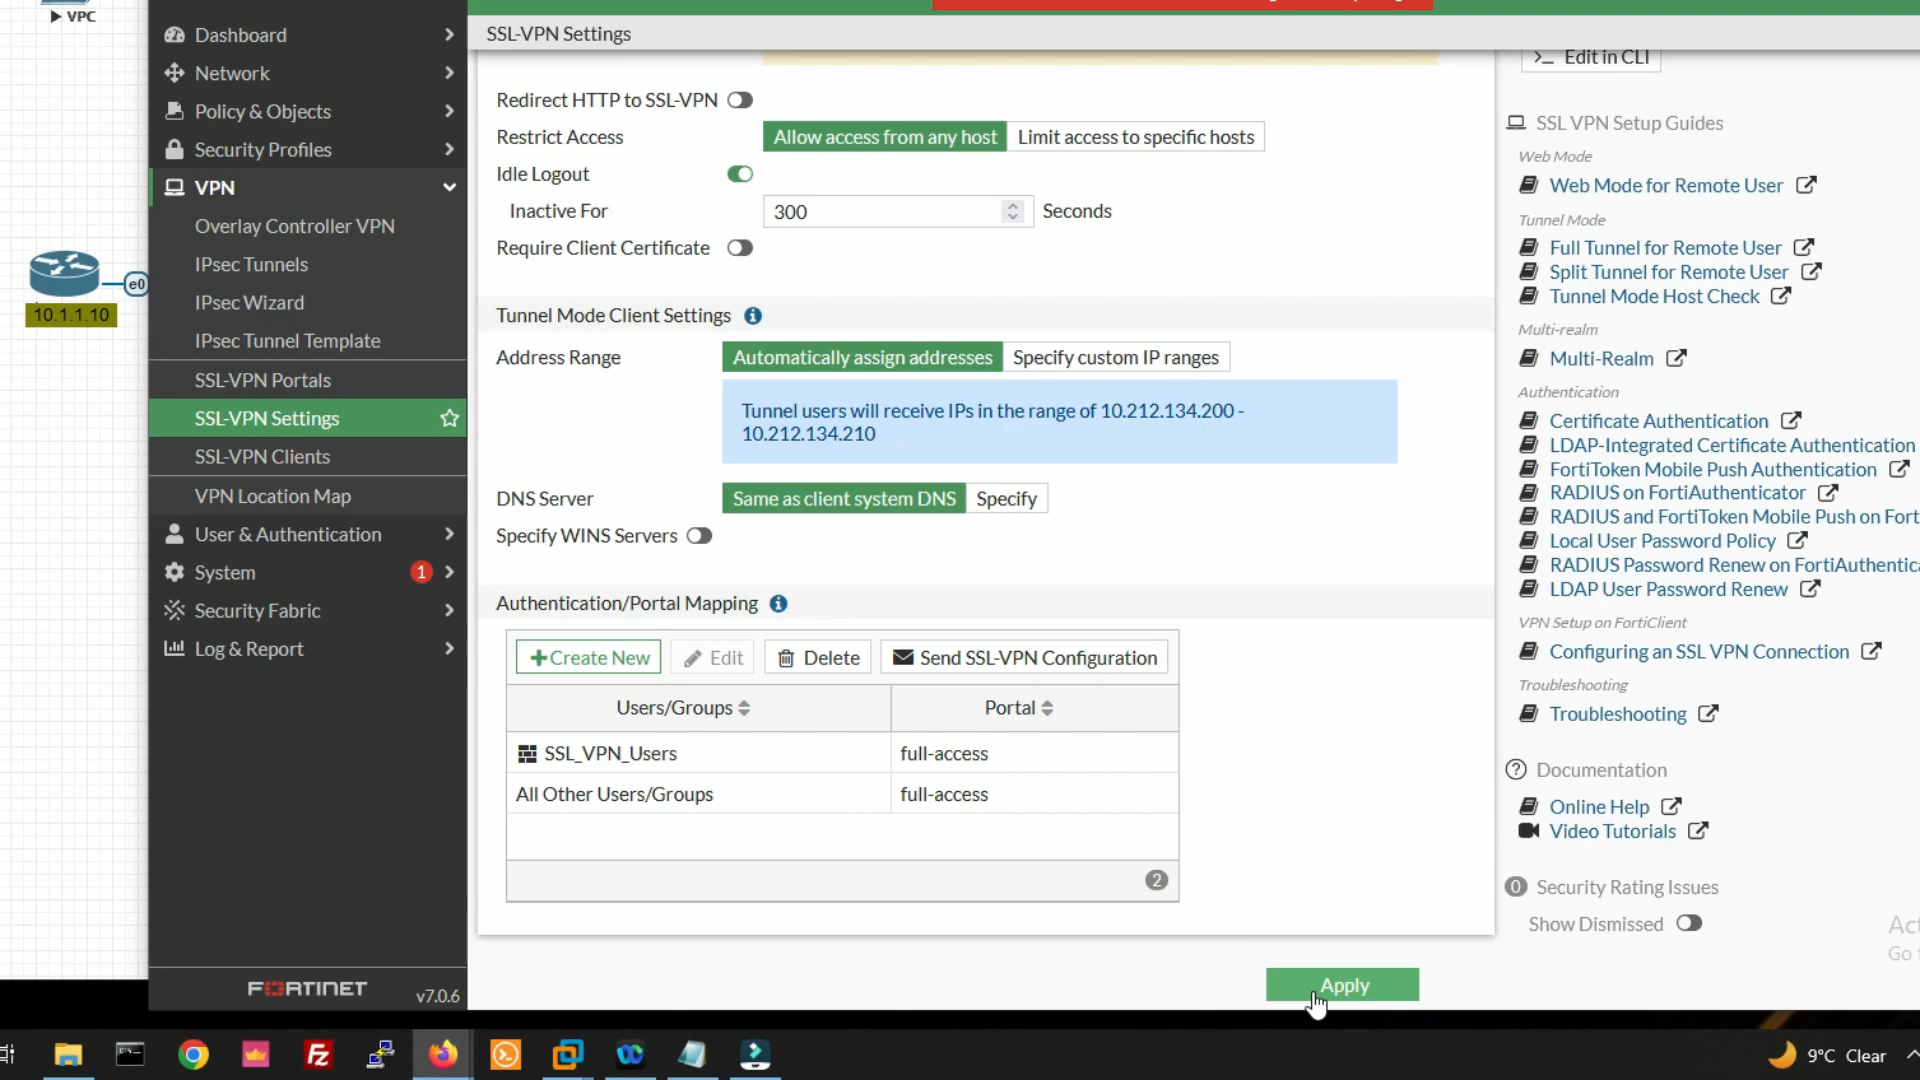 VPC
10.1.1.10
e0
Dashboard
Network
Policy & Objects
Security Profiles
VPN
Overlay Controller VPN
IPsec Tunnels
IPsec Wizard
IPsec Tunnel Template
SSL-VPN Portals
SSL-VPN Settings
SSL-VPN Clients
VPN Location Map
User & Authentication
System 1
Security Fabric
Log & Report
FORTINET v7.0.6
SSL-VPN Settings
Redirect HTTP to SSL-VPN
Restrict Access Allow access from any host Limit access to specific hosts
Idle Logout
Inactive For 300 Seconds
Require Client Certificate
Tunnel Mode Client Settings
Address Range Automatically assign addresses Specify custom IP ranges
Tunnel users will receive IPs in the range of 10.212.134.200 -
10.212.134.210
DNS Server Same as client system DNS Specify
Specify WINS Servers
Authentication/Portal Mapping
Create New Edit Delete Send SSL-VPN Configuration
Users/Groups Portal
SSL_VPN_Users full-access
All Other Users/Groups full-access
2
Apply
>_ Edit in CLI
SSL VPN Setup Guides
Web Mode
Web Mode for Remote User
Tunnel Mode
Full Tunnel for Remote User
Split Tunnel for Remote User
Tunnel Mode Host Check
Multi-realm
Multi-Realm
Authentication
Certificate Authentication
LDAP-Integrated Certificate Authentication
FortiToken Mobile Push Authentication
RADIUS on FortiAuthenticator
RADIUS and FortiToken Mobile Push on Fort
Local User Password Policy
RADIUS Password Renew on FortiAuthentica
LDAP User Password Renew
VPN Setup on FortiClient
Configuring an SSL VPN Connection
Troubleshooting
Troubleshooting
Documentation
Online Help
Video Tutorials
0 Security Rating Issues
Show Dismissed
Act
Go
9°C Clear